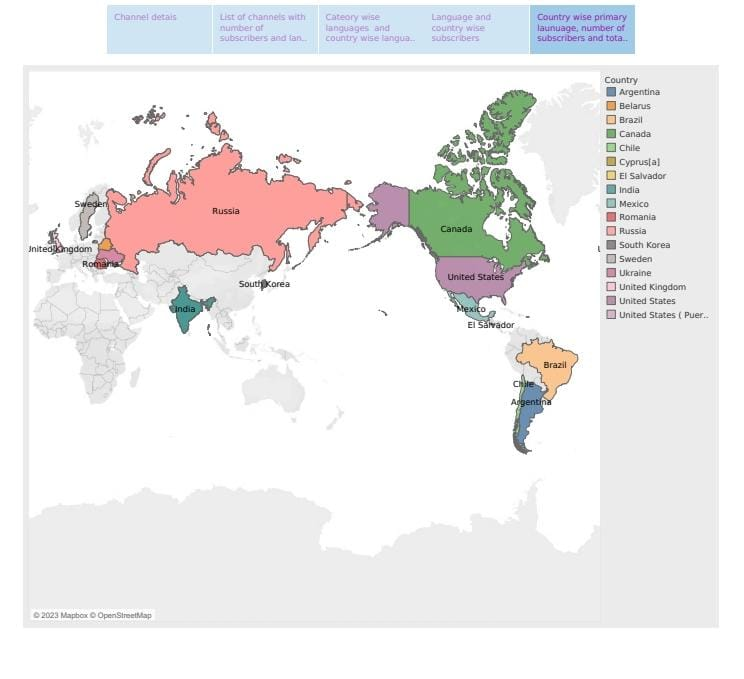 Channel detais
List of channels with
number of
subscribers and lan..
Cateory wise
languages  and
country wise langua..
Language and
country wise
subscribers
Country wise primary
launuage, number of
subscribers and tota..
Country
Argentina
Belarus
Brazil
Canada
Chile
Cyprus[a]
El Salvador
India
Mexico
Romania
Russia
South Korea
Sweden
Ukraine
United Kingdom
United States
United States ( Puer..
Sweden
Russia
Canada
United Kingdom
Romania
United States
South Korea
India
Mexico
El Salvador
Brazil
Chile
Argentina
© 2023 Mapbox © OpenStreetMap